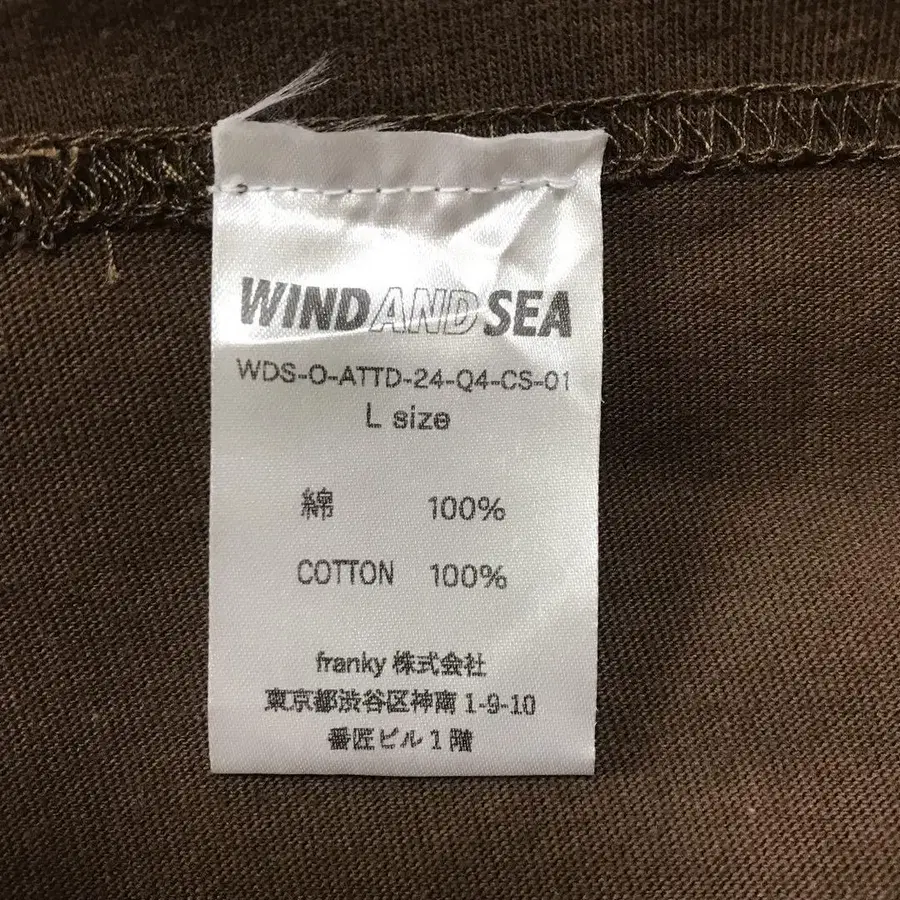 WIND AND SEA
WDS-O-ATTD-24-Q4-CS-01
L size
綿 100%
COTTON 100%
franky 株式会社
東京都渋谷区神南 1-9-10
番匠ビル 1 階